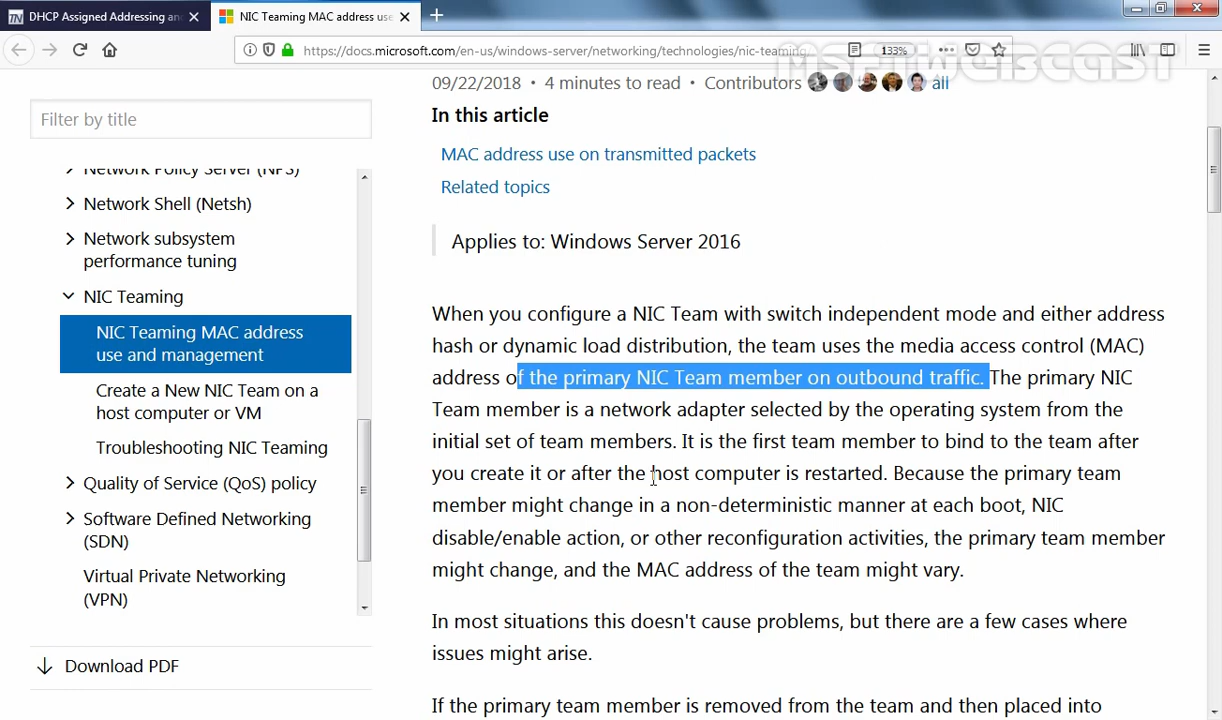 DHCP Assigned Addressing and
NIC Teaming MAC address use
https://docs.microsoft.com/en-us/windows-server/networking/technologies/nic-teaming
133%
MSFTWEBCAST
09/22/2018 • 4 minutes to read • Contributors all
Filter by title
Network Policy Server (NPS)
Network Shell (Netsh)
Network subsystem
performance tuning
NIC Teaming
NIC Teaming MAC address
use and management
Create a New NIC Team on a
host computer or VM
Troubleshooting NIC Teaming
Quality of Service (QoS) policy
Software Defined Networking
(SDN)
Virtual Private Networking
(VPN)
Download PDF
In this article
MAC address use on transmitted packets
Related topics
Applies to: Windows Server 2016
When you configure a NIC Team with switch independent mode and either address
hash or dynamic load distribution, the team uses the media access control (MAC)
address of the primary NIC Team member on outbound traffic. The primary NIC
Team member is a network adapter selected by the operating system from the
initial set of team members. It is the first team member to bind to the team after
you create it or after the host computer is restarted. Because the primary team
member might change in a non-deterministic manner at each boot, NIC
disable/enable action, or other reconfiguration activities, the primary team member
might change, and the MAC address of the team might vary.
In most situations this doesn't cause problems, but there are a few cases where
issues might arise.
If the primary team member is removed from the team and then placed into